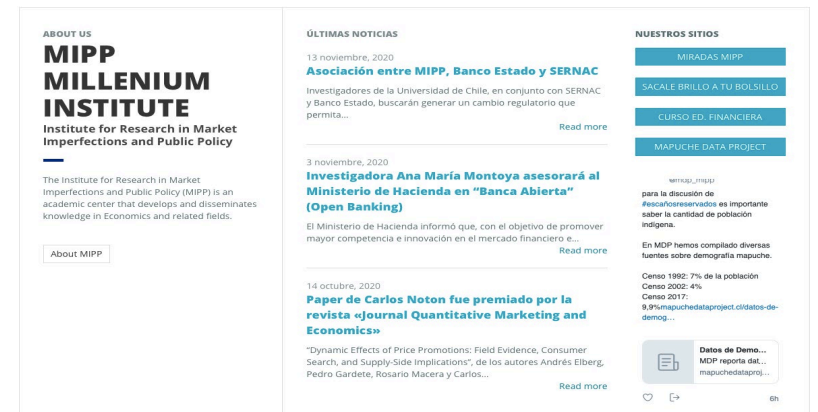 ABOUT US
MIPP
MILLENIUM
INSTITUTE
Institute for Research in Market
Imperfections and Public Policy
The Institute for Research in Market
Imperfections and Public Policy (MIPP) is an
academic center that develops and disseminates
knowledge in Economics and related fields.
About MIPP
ÚLTIMAS NOTICIAS
13 noviembre, 2020
Asociación entre MIPP, Banco Estado y SERNAC
Investigadores de la Universidad de Chile, en conjunto con SERNAC
y Banco Estado, buscarán generar un cambio regulatorio que
permita...
Read more
3 noviembre, 2020
Investigadora Ana María Montoya asesorará al
Ministerio de Hacienda en “Banca Abierta”
(Open Banking)
El Ministerio de Hacienda informó que, con el objetivo de promover
mayor competencia e innovación en el mercado financiero e...
Read more
14 octubre, 2020
Paper de Carlos Noton fue premiado por la
revista «Journal Quantitative Marketing and
Economics»
“Dynamic Effects of Price Promotions: Field Evidence, Consumer
Search, and Supply-Side Implications”, de los autores Andrés Elberg,
Pedro Gardete, Rosario Macera y Carlos...
Read more
NUESTROS SITIOS
MIRADAS MIPP
SACALE BRILLO A TU BOLSILLO
CURSO ED. FINANCIERA
MAPUCHE DATA PROJECT
para la discusión de
#escañosreservados es importante
saber la cantidad de población
indígena.
En MDP hemos compilado diversas
fuentes sobre demografía mapuche.
Censo 1992: 7% de la población
Censo 2002: 4%
Censo 2017:
9,9%mapuchedataproject.cl/datos-de-
demog...
Datos de Demo...
MDP reporta dat...
mapuchedataproj...
6h